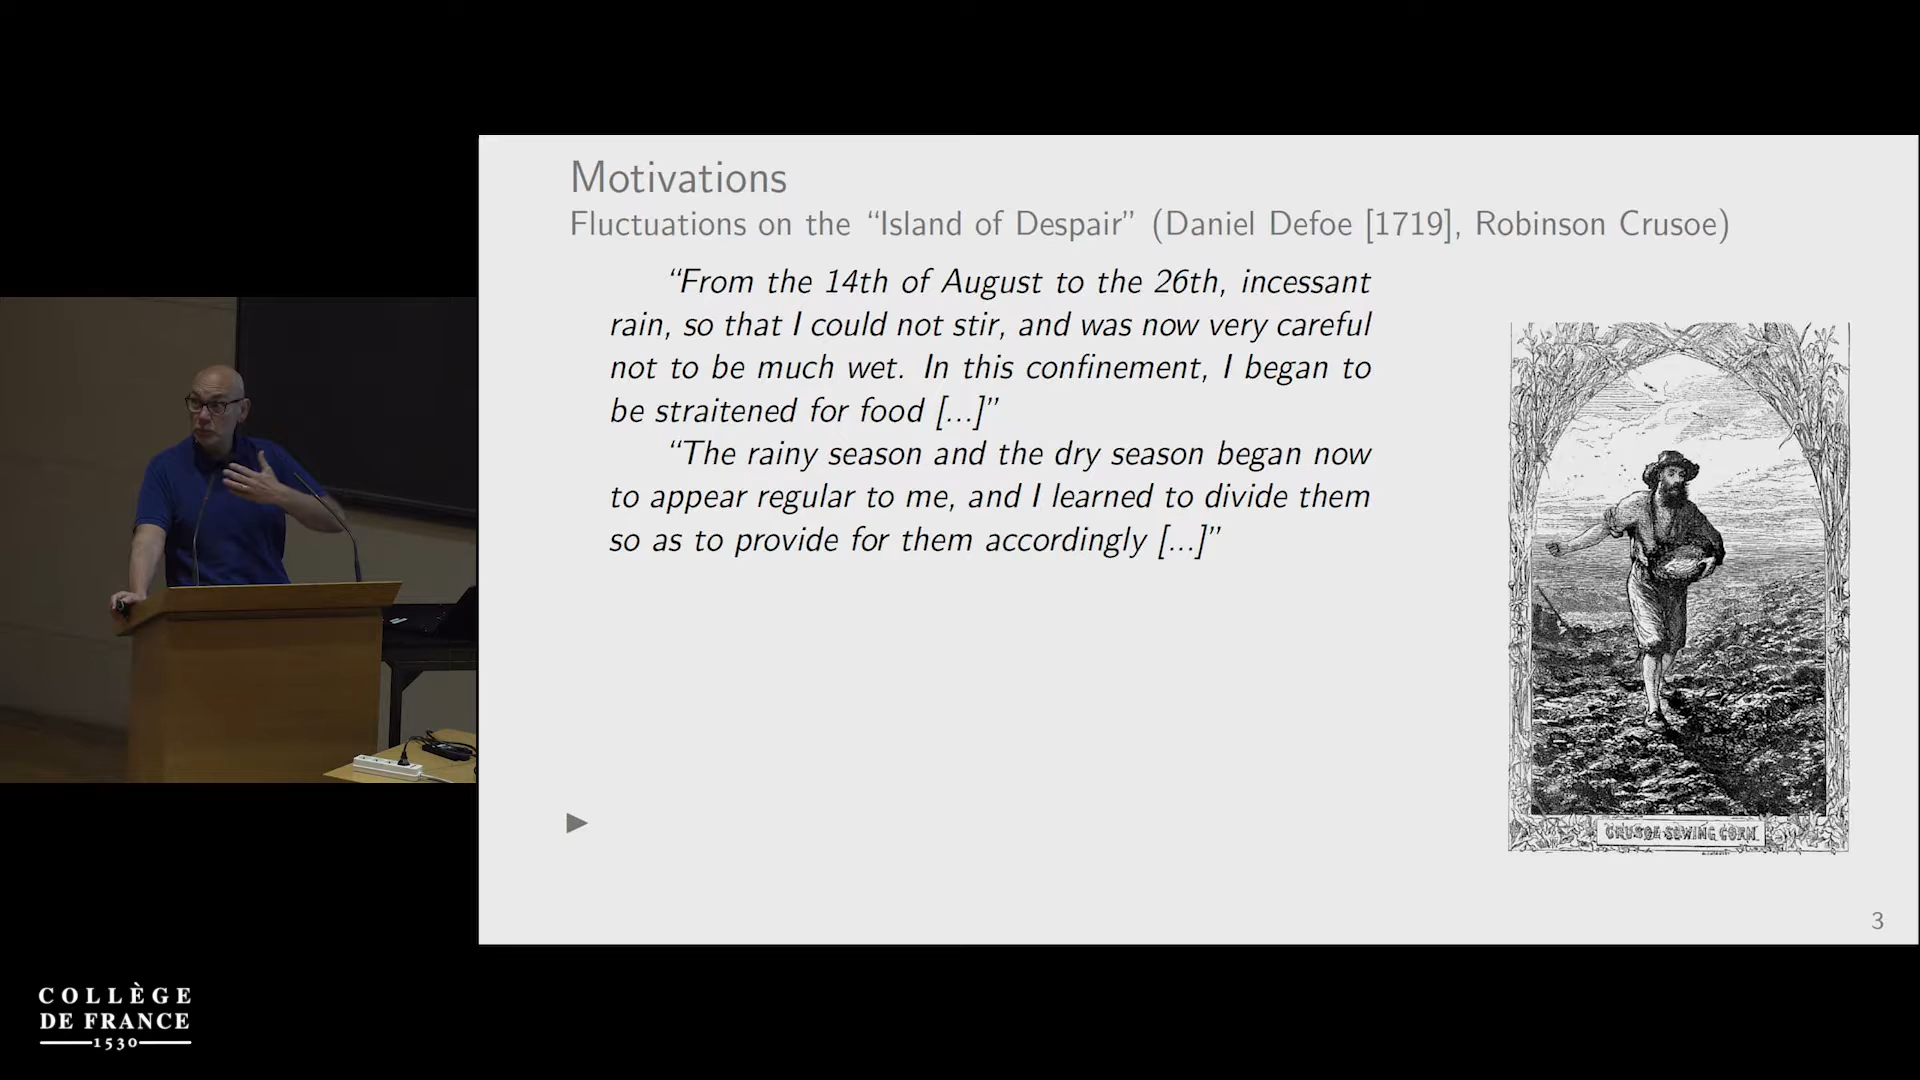 Motivations
Fluctuations on the “Island of Despair” (Daniel Defoe [1719], Robinson Crusoe)
“From the 14th of August to the 26th, incessant
rain, so that I could not stir, and was now very careful
not to be much wet. In this confinement, I began to
be straitened for food [...]”
“The rainy season and the dry season began now
to appear regular to me, and I learned to divide them
so as to provide for them accordingly [...]”
CRUSOE SOWING CORN.
3
COLLÈGE
DE FRANCE
1530